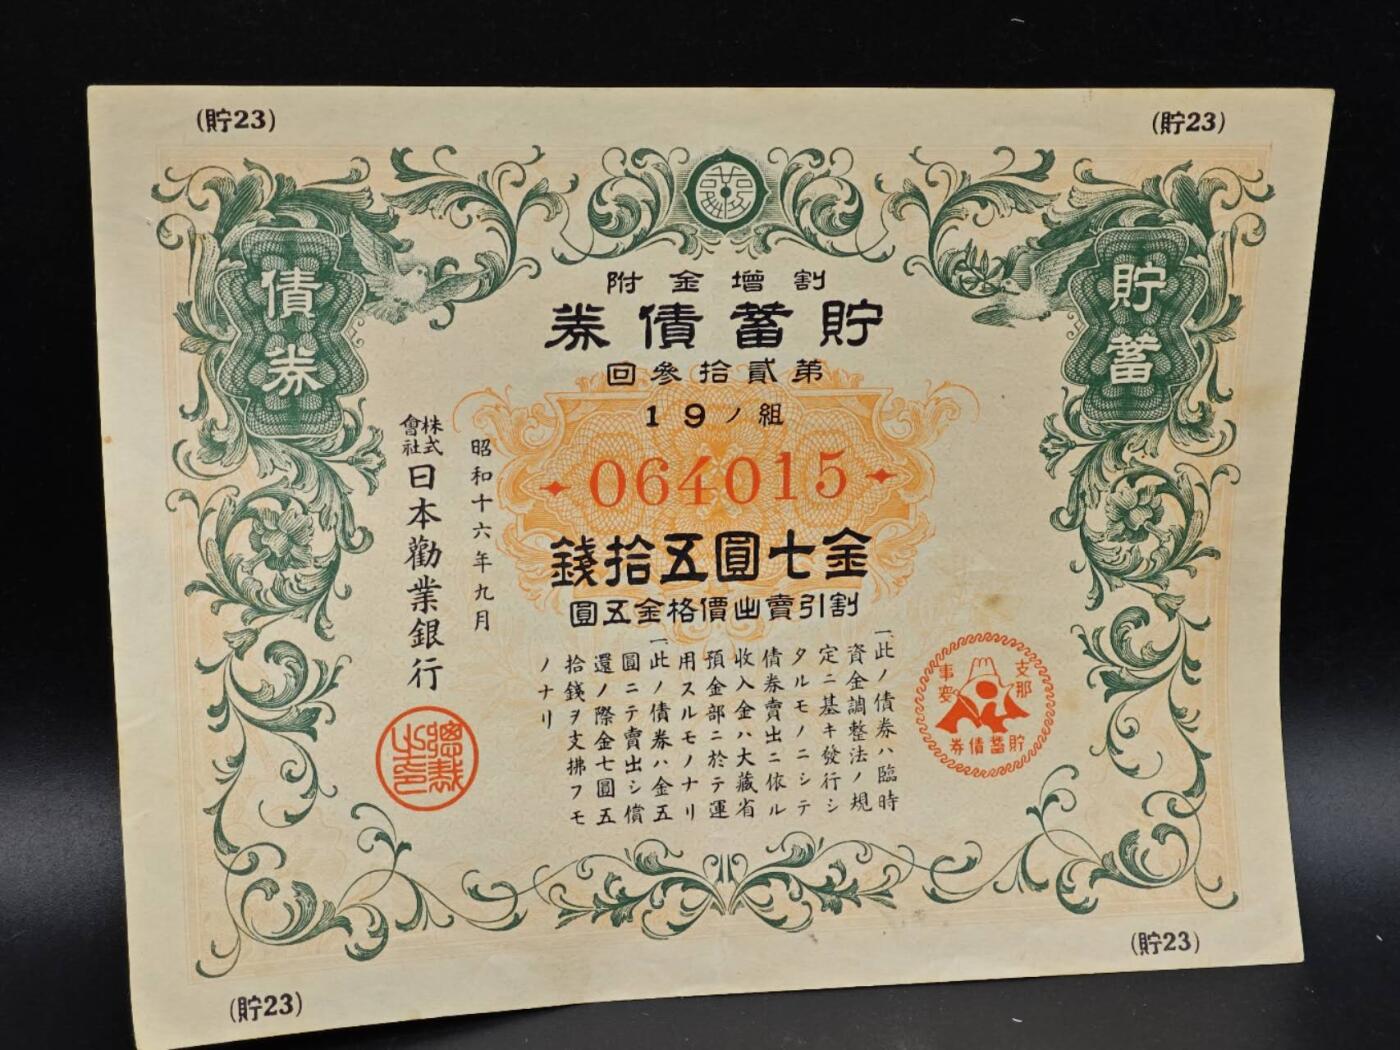 (貯23)
(貯23)
貯蓄
債券
割增金附
貯蓄債券
第貳拾參回
19ノ組
064015
金七圓五拾錢
割引賣出價格金五圓
一、此ノ債券ハ臨時
資金調整法ノ規
定ニ基キ發行シ
タルモノニシテ
債券賣出ニ依ル
收入金ハ大藏省
預金部ニ於テ運
用スルモノナリ
一、此ノ債券ハ金五
圓ニテ賣出シ償
還ノ際金七圓五
拾錢ヲ支拂フモ
ノナリ
昭和十六年九月
株式會社日本勸業銀行
總裁之印
支那事變
貯蓄債券
(貯23)
(貯23)